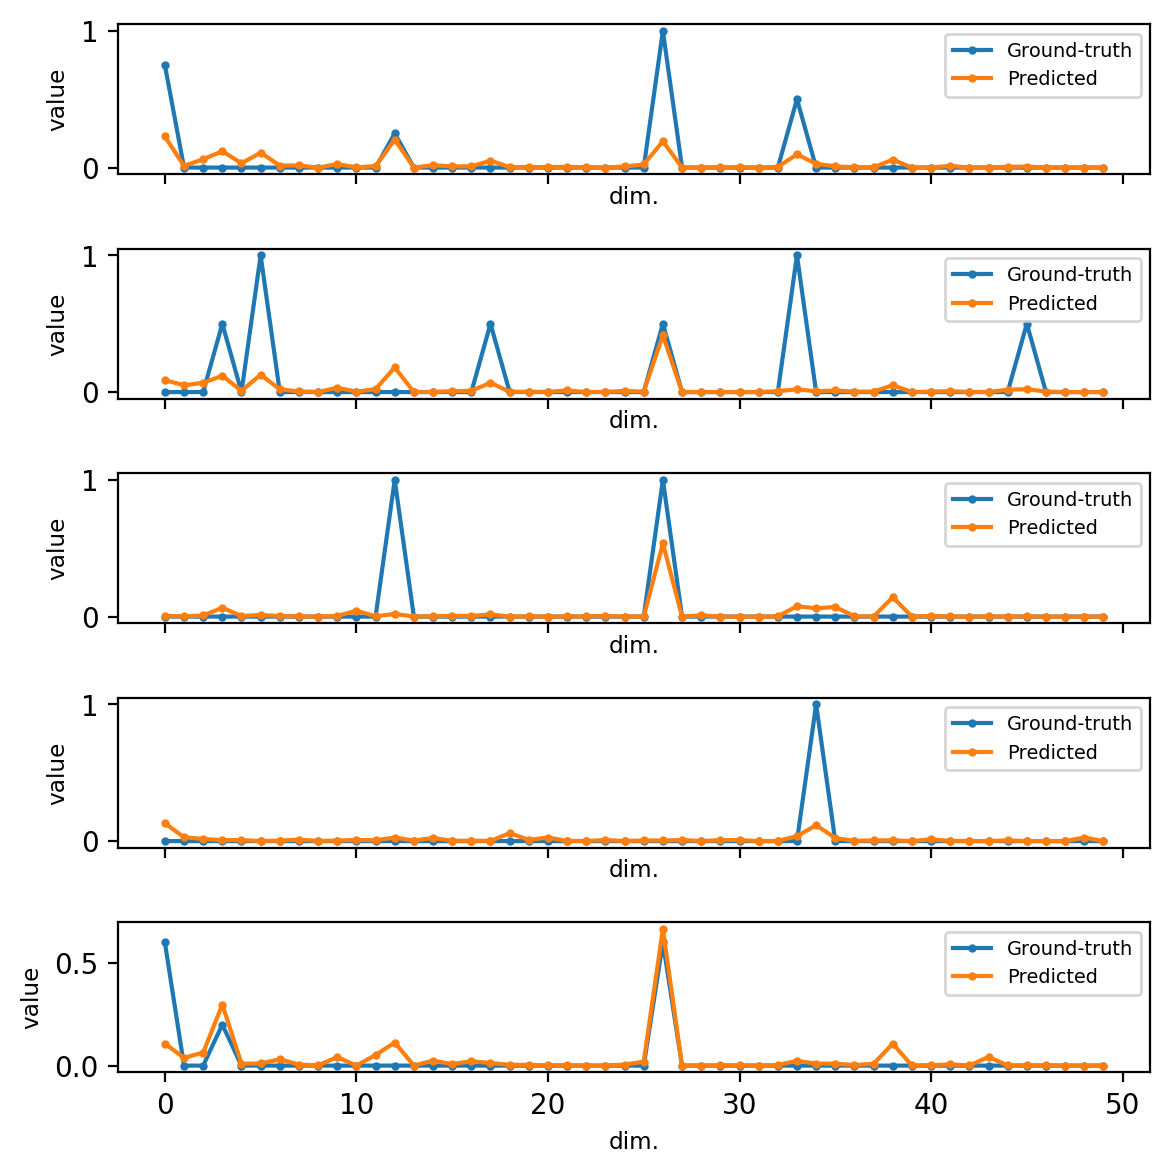 1
value
0
Ground-truth
Predicted
dim.
1
value
0
Ground-truth
Predicted
dim.
1
value
0
Ground-truth
Predicted
dim.
1
value
0
Ground-truth
Predicted
dim.
0.5
value
0.0
Ground-truth
Predicted
0 10 20 30 40 50
dim.